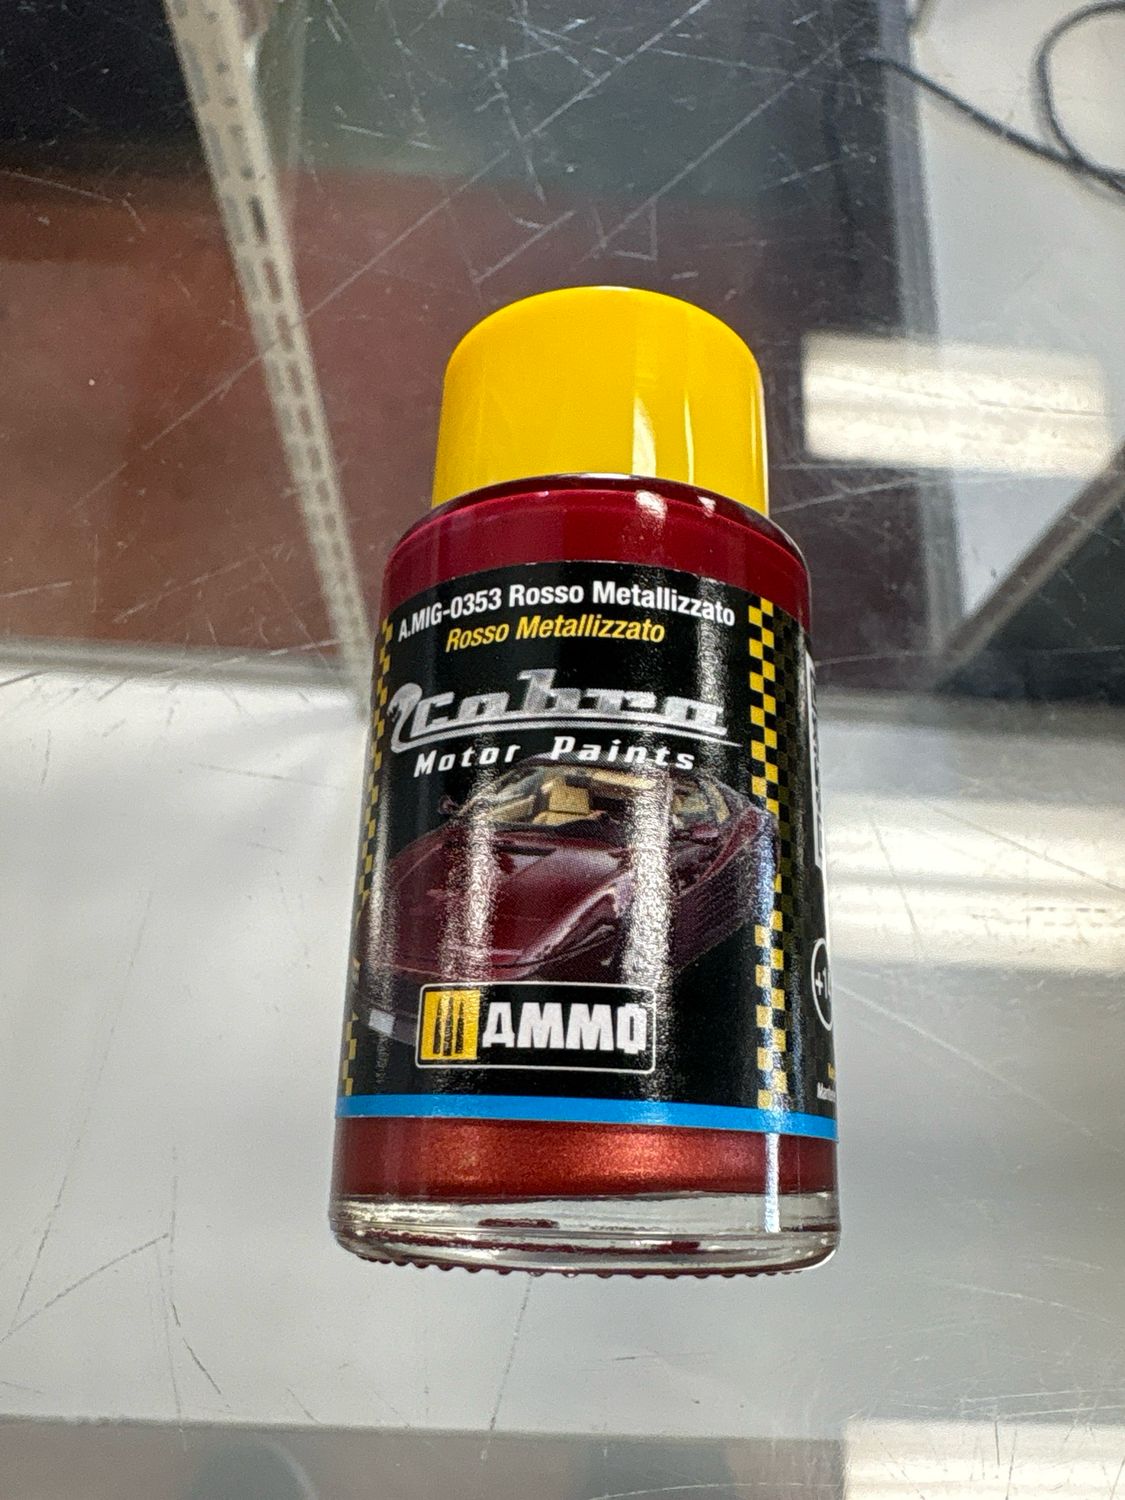 A.MIG-0353 Rosso Metallizzato
Rosso Metallizzato
Cobra
Motor Paints
AMMO